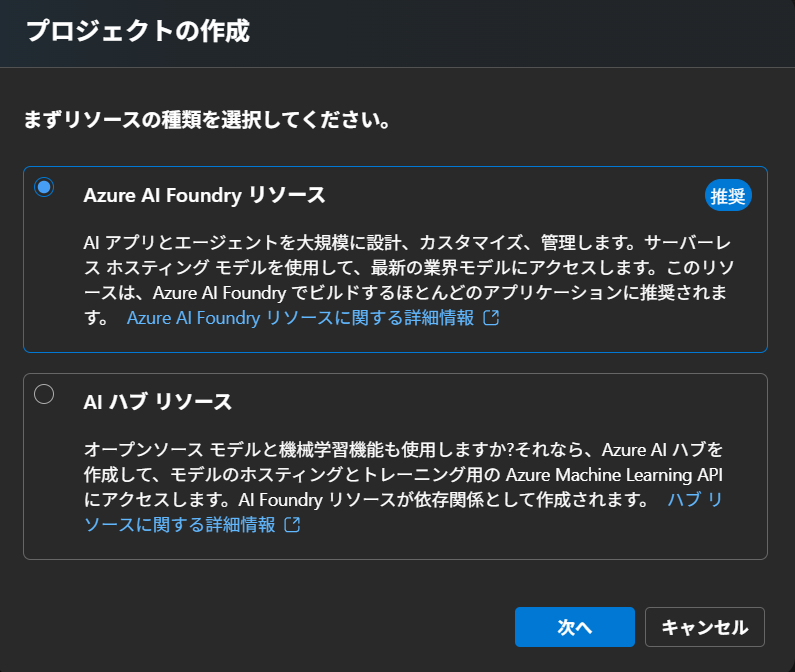 プロジェクトの作成
まずリソースの種類を選択してください。
Azure AI Foundry リソース
推奨
AI アプリとエージェントを大規模に設計、カスタマイズ、管理します。サーバーレ
ス ホスティング モデルを使用して、最新の業界モデルにアクセスします。このリソ
ースは、Azure AI Foundry でビルドするほとんどのアプリケーションに推奨されま
す。 Azure AI Foundry リソースに関する詳細情報
AI ハブ リソース
オープンソース モデルと機械学習機能も使用しますか?それなら、Azure AI ハブを
作成して、モデルのホスティングとトレーニング用の Azure Machine Learning API
にアクセスします。AI Foundry リソースが依存関係として作成されます。 ハブ リ
ソースに関する詳細情報
次へ
キャンセル